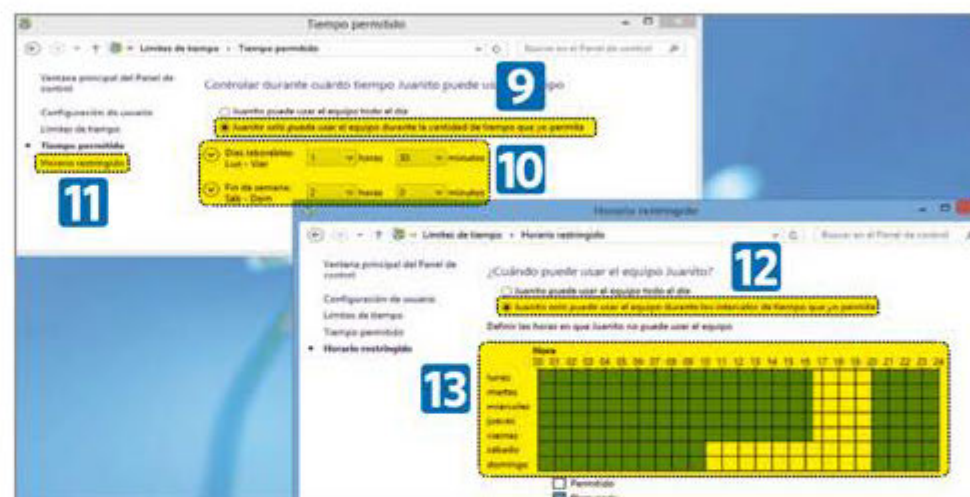 Tiempo permitido
Límites de tiempo Tiempo permitido
Buscar en el Panel de control
Ventana principal del Panel de
control
Configuración de usuario
Límites de tiempo
Tiempo permitido
Horario restringido
11
Controlar durante cuánto tiempo Juanito puede
9
Juanito puede usar el equipo todo el día
Juanito solo puede usar el equipo durante la cantidad de tiempo que yo permita
Días laborables:
Lun - Vier
1 horas 30 minutos
10
Fin de semana:
Sáb - Dom
2 horas 0 minutos
Horario restringido
Límites de tiempo Horario restringido
Buscar en el Panel de control
Ventana principal del Panel de
control
Configuración de usuario
Límites de tiempo
Tiempo permitido
Horario restringido
¿Cuándo puede usar el equipo Juanito?
12
Juanito puede usar el equipo todo el día
Juanito solo puede usar el equipo durante los intervalos de tiempo que yo permita
Definir las horas en que Juanito no puede usar el equipo
13
Hora
00 01 02 03 04 05 06 07 08 09 10 11 12 13 14 15 16 17 18 19 20 21 22 23 24
lunes
martes
miércoles
jueves
viernes
sábado
domingo
Permitido